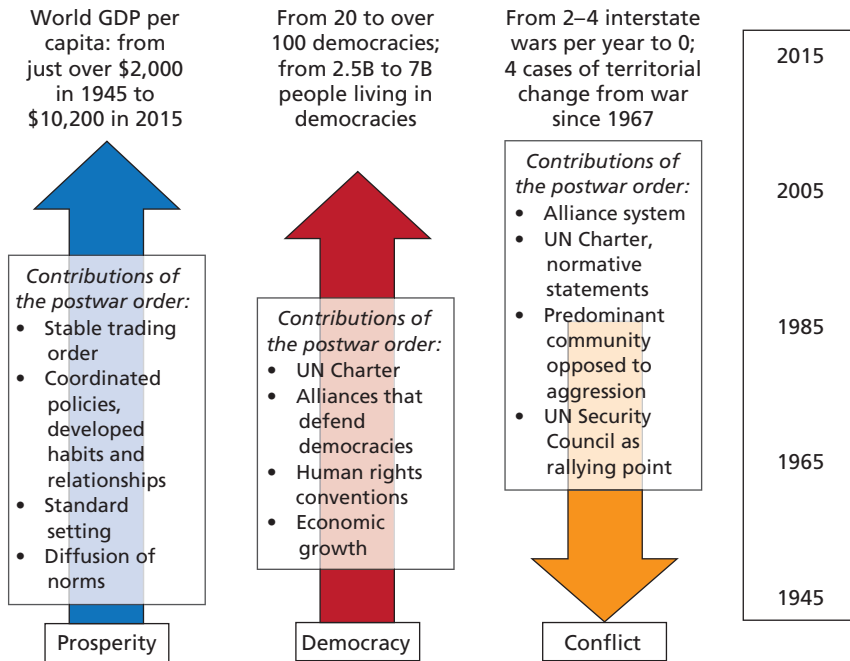 World GDP per
capita: from
just over $2,000
in 1945 to
$10,200 in 2015
Contributions of
the postwar order:
• Stable trading
order
• Coordinated
policies,
developed
habits and
relationships
• Standard
setting
• Diffusion of
norms
Prosperity
From 20 to over
100 democracies;
from 2.5B to 7B
people living in
democracies
Contributions of
the postwar order:
• UN Charter
• Alliances that
defend
democracies
• Human rights
conventions
• Economic
growth
Democracy
From 2–4 interstate
wars per year to 0;
4 cases of territorial
change from war
since 1967
Contributions of
the postwar order:
• Alliance system
• UN Charter,
normative
statements
• Predominant
community
opposed to
aggression
• UN Security
Council as
rallying point
Conflict
2015
2005
1985
1965
1945